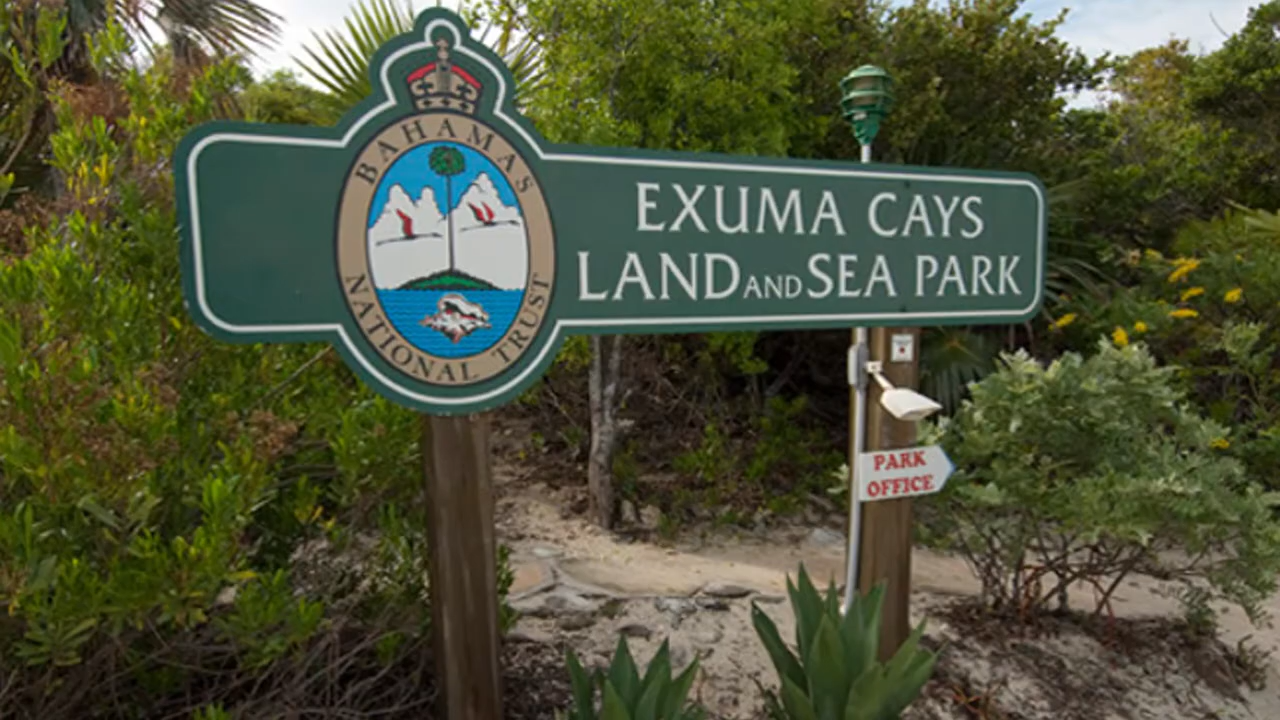 BAHAMAS
NATIONAL TRUST
EXUMA CAYS
LAND AND SEA PARK
PARK
OFFICE